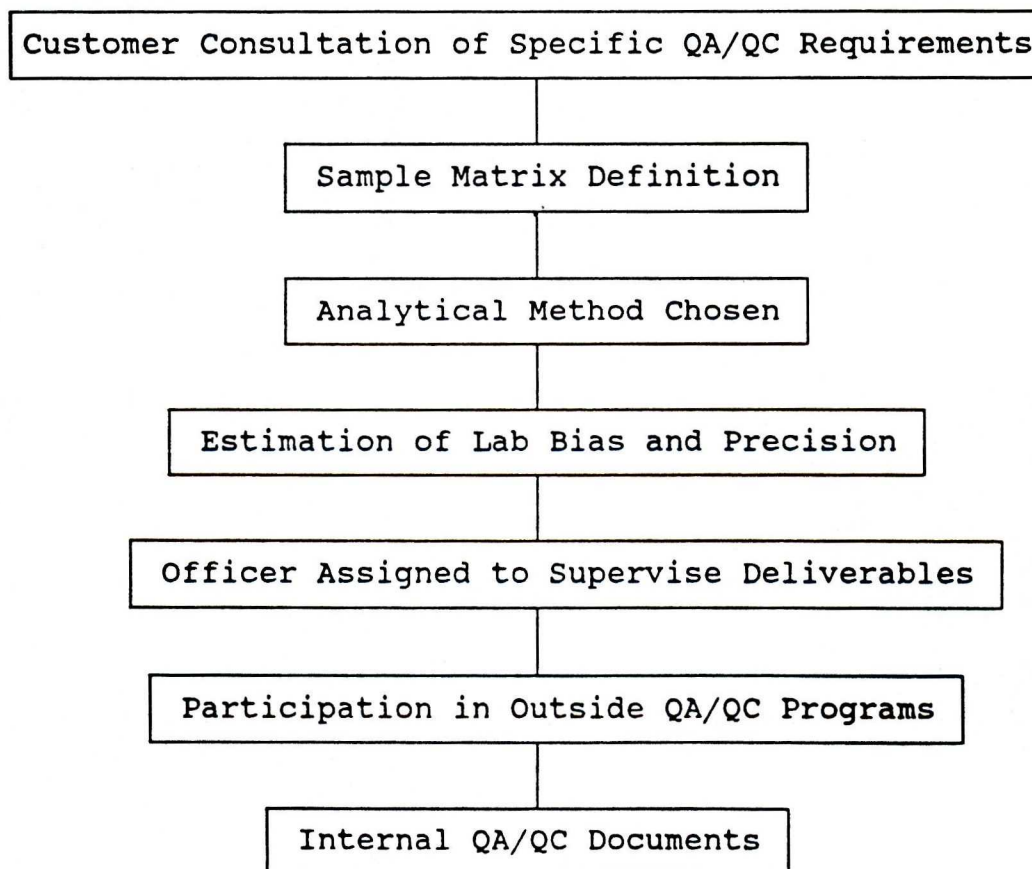 Customer Consultation of Specific QA/QC Requirements
Sample Matrix Definition
Analytical Method Chosen
Estimation of Lab Bias and Precision
Officer Assigned to Supervise Deliverables
Participation in Outside QA/QC Programs
Internal QA/QC Documents